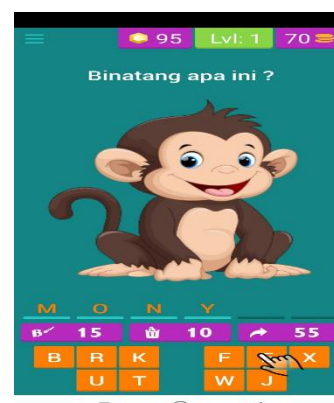 95 Lvl: 1 70
Binatang apa ini ?
M O N Y
B 15 10 55
B R K F X
U T W J